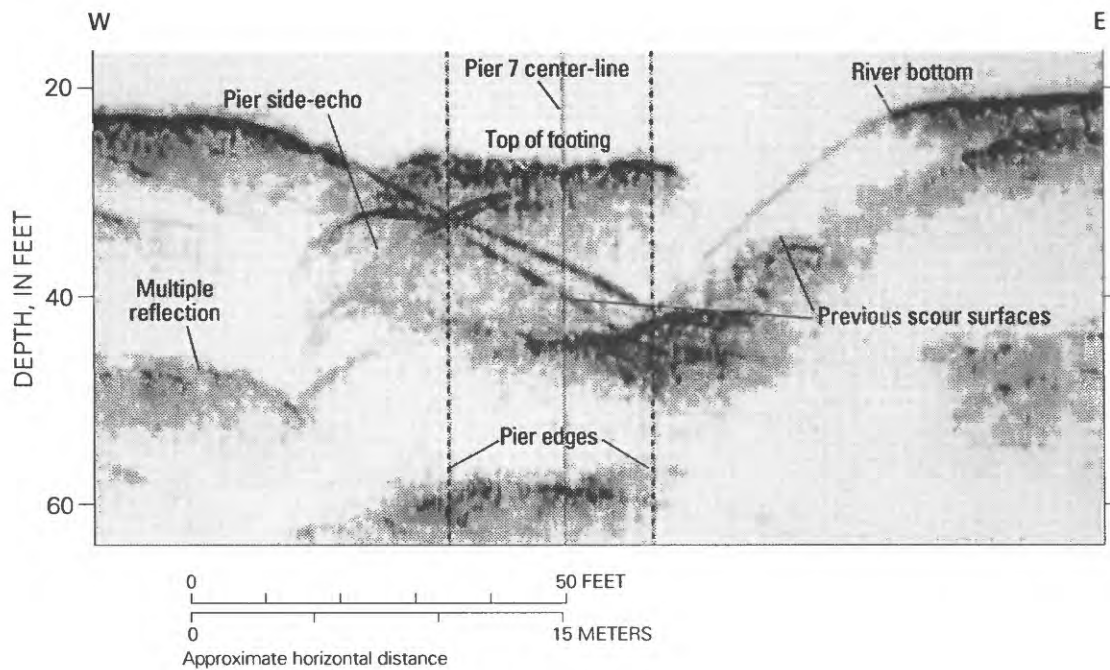 W
E
20
Pier 7 center-line
River bottom
Pier side-echo
Top of footing
DEPTH, IN FEET
40
Multiple
reflection
Previous scour surfaces
Pier edges
60
0
50 FEET
0
15 METERS
Approximate horizontal distance